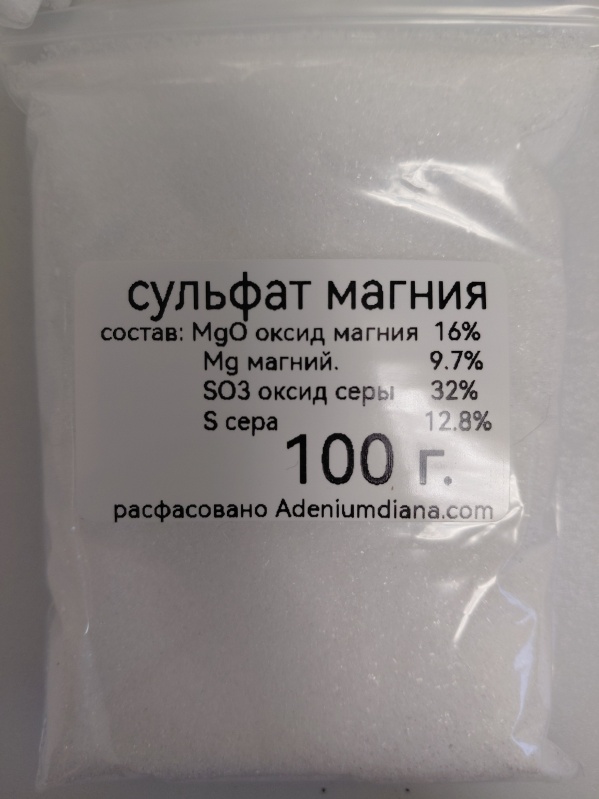 сульфат магния
состав: MgO оксид магния 16%
Mg магний. 9.7%
SO3 оксид серы 32%
S сера 12.8%
100 г.
расфасовано Adeniumdiana.com